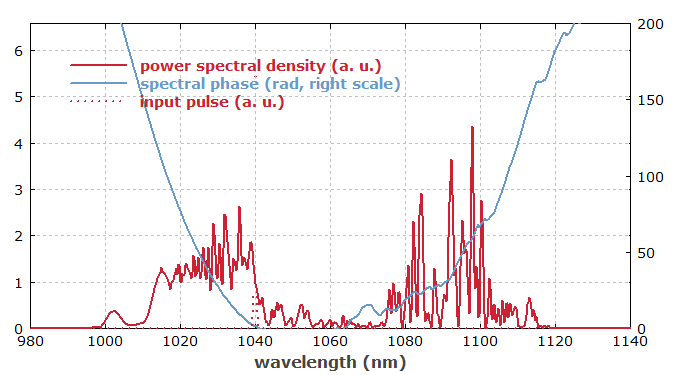 6
5
4
3
2
1
0
200
150
100
50
0
power spectral density (a. u.)
spectral phase (rad, right scale)
input pulse (a. u.)
980 1000 1020 1040 1060 1080 1100 1120 1140
wavelength (nm)